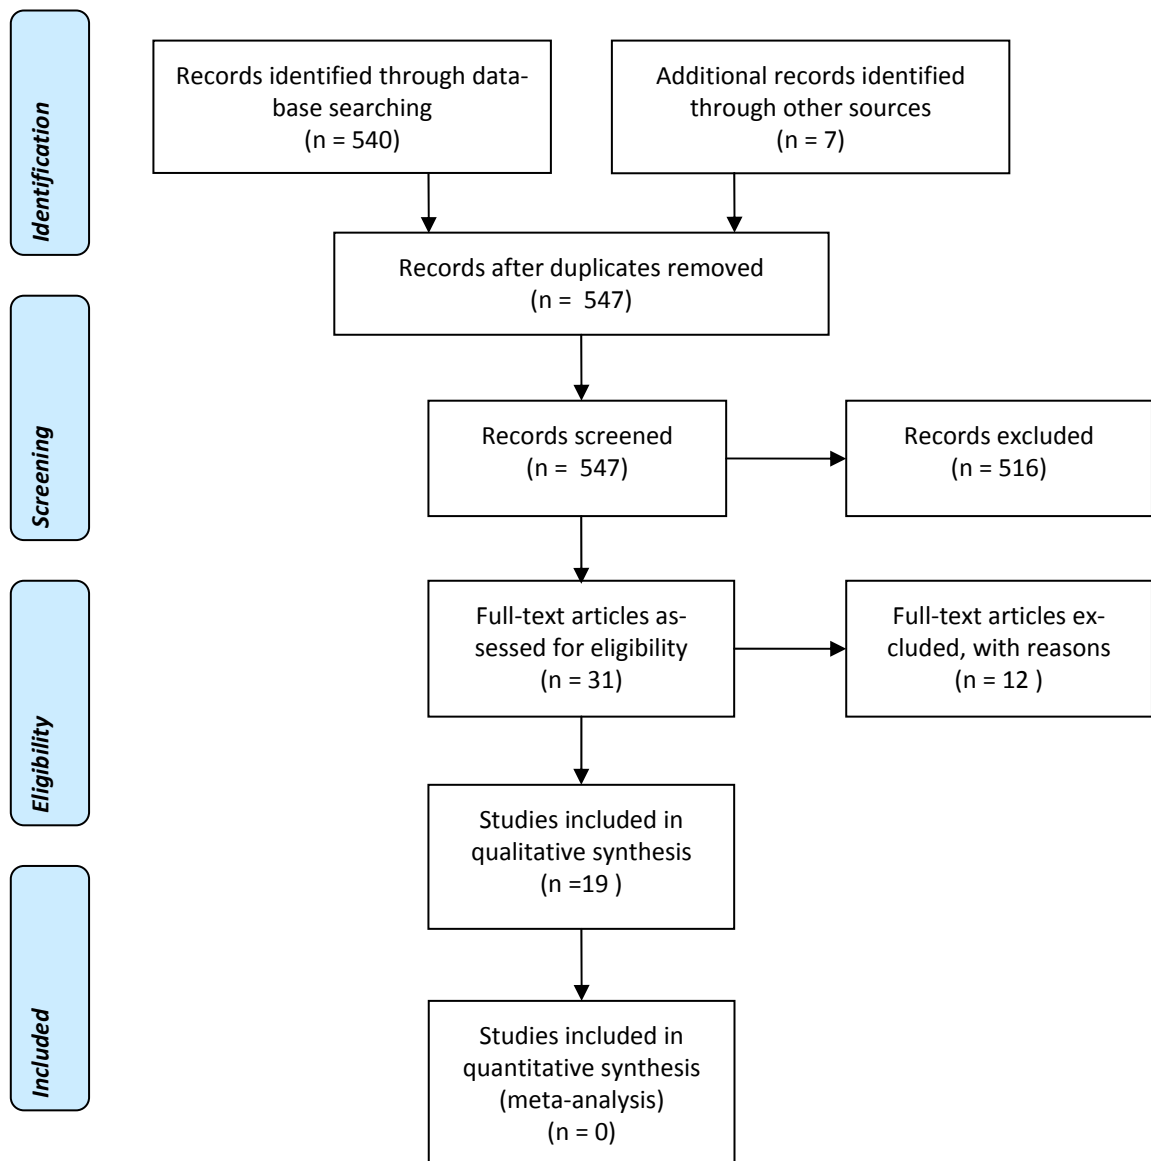 Identification
Records identified through data-
base searching
(n = 540)
Additional records identified
through other sources
(n = 7)
Records after duplicates removed
(n = 547)
Screening
Records screened
(n = 547)
Records excluded
(n = 516)
Eligibility
Full-text articles as-
sessed for eligibility
(n = 31)
Full-text articles ex-
cluded, with reasons
(n = 12 )
Studies included in
qualitative synthesis
(n =19 )
Included
Studies included in
quantitative synthesis
(meta-analysis)
(n = 0)